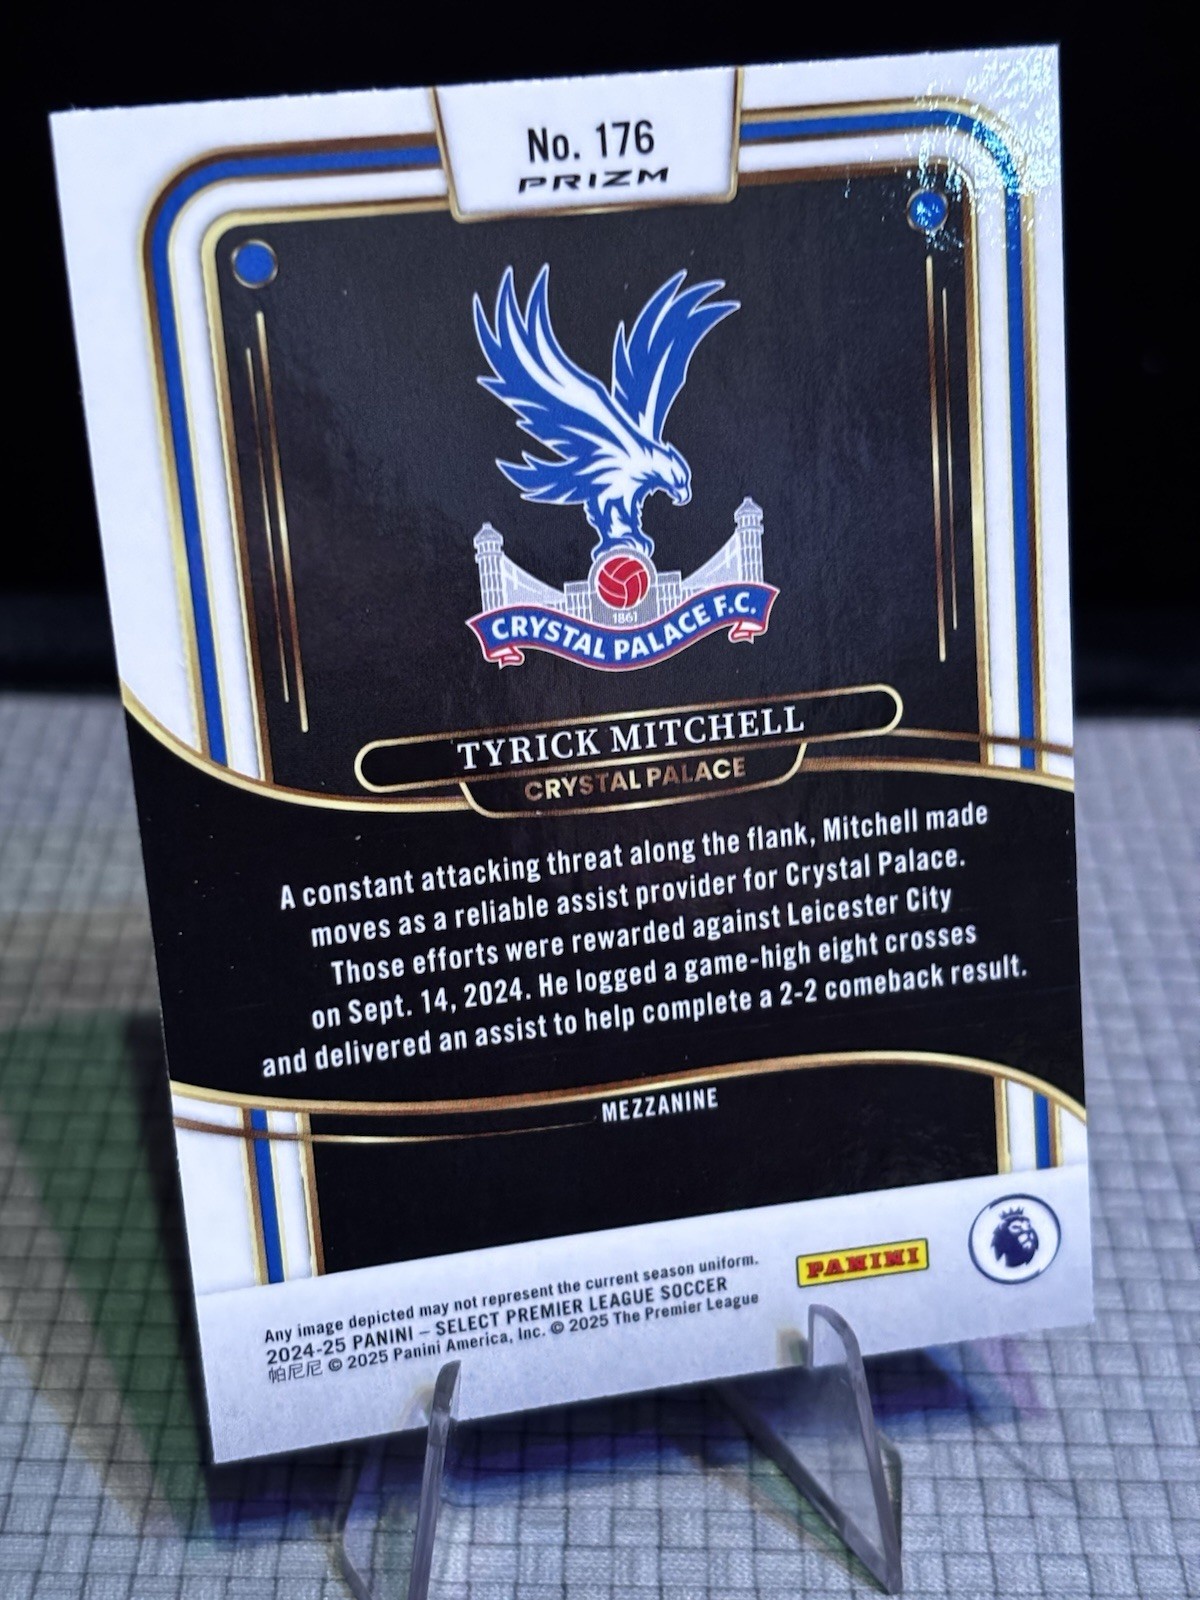 No. 176
PRIZM
1861
CRYSTAL PALACE F.C.
TYRICK MITCHELL
CRYSTAL PALACE
A constant attacking threat along the flank, Mitchell made
moves as a reliable assist provider for Crystal Palace.
Those efforts were rewarded against Leicester City
on Sept. 14, 2024. He logged a game-high eight crosses
and delivered an assist to help complete a 2-2 comeback result.
MEZZANINE
Any image depicted may not represent the current season uniform.
2024-25 PANINI – SELECT PREMIER LEAGUE SOCCER
帕尼尼 © 2025 Panini America, Inc. © 2025 The Premier League
PANINI